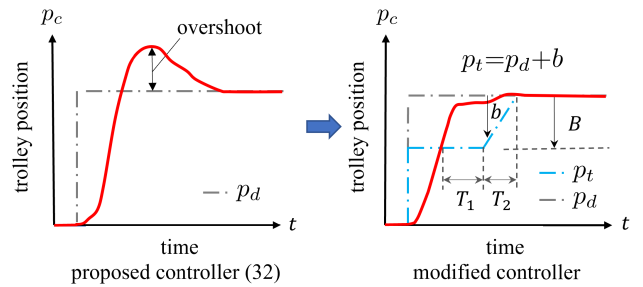 p_c
overshoot
trolley position
p_d
t
time
proposed controller (32)
p_c
p_t=p_d+b
trolley position
b
B
T_1
T_2
p_t
p_d
t
time
modified controller